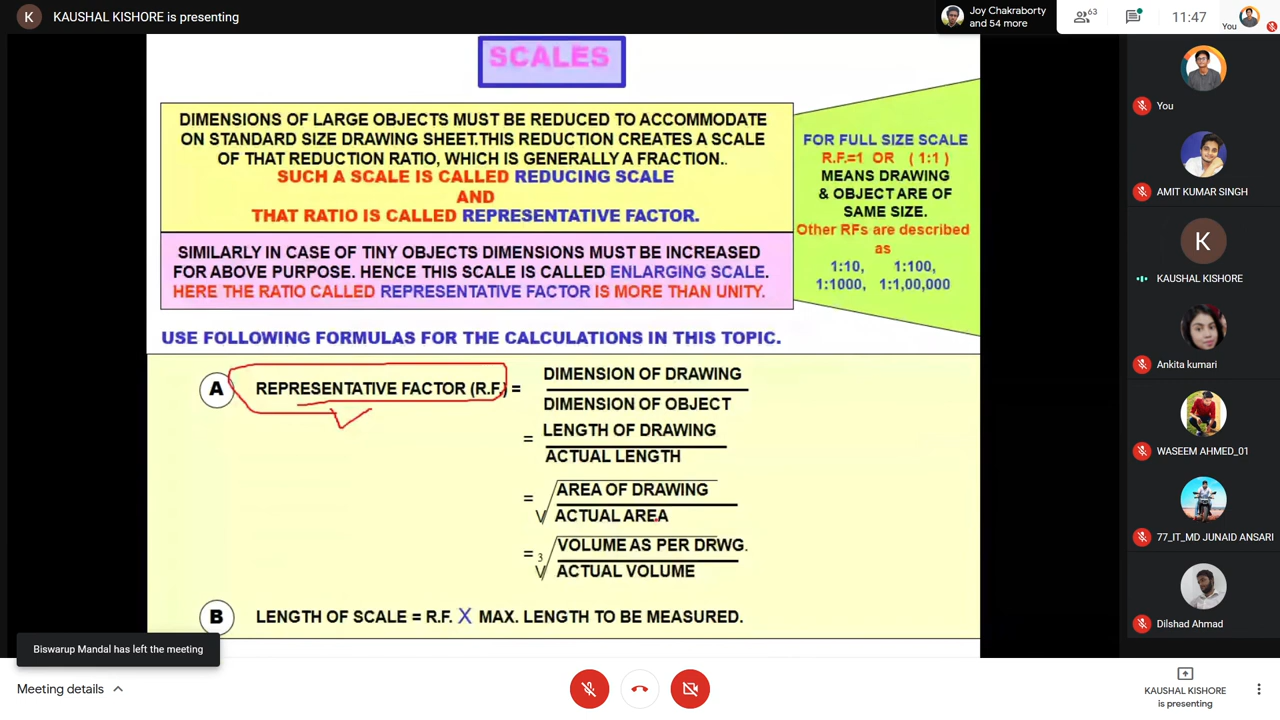 K KAUSHAL KISHORE is presenting
Joy Chakraborty
and 54 more
63
11:47
You
SCALES
DIMENSIONS OF LARGE OBJECTS MUST BE REDUCED TO ACCOMMODATE
ON STANDARD SIZE DRAWING SHEET.THIS REDUCTION CREATES A SCALE
OF THAT REDUCTION RATIO, WHICH IS GENERALLY A FRACTION..
SUCH A SCALE IS CALLED REDUCING SCALE
AND
THAT RATIO IS CALLED REPRESENTATIVE FACTOR.
SIMILARLY IN CASE OF TINY OBJECTS DIMENSIONS MUST BE INCREASED
FOR ABOVE PURPOSE. HENCE THIS SCALE IS CALLED ENLARGING SCALE.
HERE THE RATIO CALLED REPRESENTATIVE FACTOR IS MORE THAN UNITY.
FOR FULL SIZE SCALE
R.F.=1 OR ( 1:1 )
MEANS DRAWING
& OBJECT ARE OF
SAME SIZE.
Other RFs are described
as
1:10, 1:100,
1:1000, 1:1,00,000
USE FOLLOWING FORMULAS FOR THE CALCULATIONS IN THIS TOPIC.
A REPRESENTATIVE FACTOR (R.F.) =
DIMENSION OF DRAWING
DIMENSION OF OBJECT
=
LENGTH OF DRAWING
ACTUAL LENGTH
= √
AREA OF DRAWING
ACTUAL AREA
= 3√
VOLUME AS PER DRWG.
ACTUAL VOLUME
B LENGTH OF SCALE = R.F. X MAX. LENGTH TO BE MEASURED.
You
AMIT KUMAR SINGH
K
KAUSHAL KISHORE
Ankita kumari
WASEEM AHMED_01
77_IT_MD JUNAID ANSARI
Dilshad Ahmad
Biswarup Mandal has left the meeting
Meeting details
KAUSHAL KISHORE
is presenting